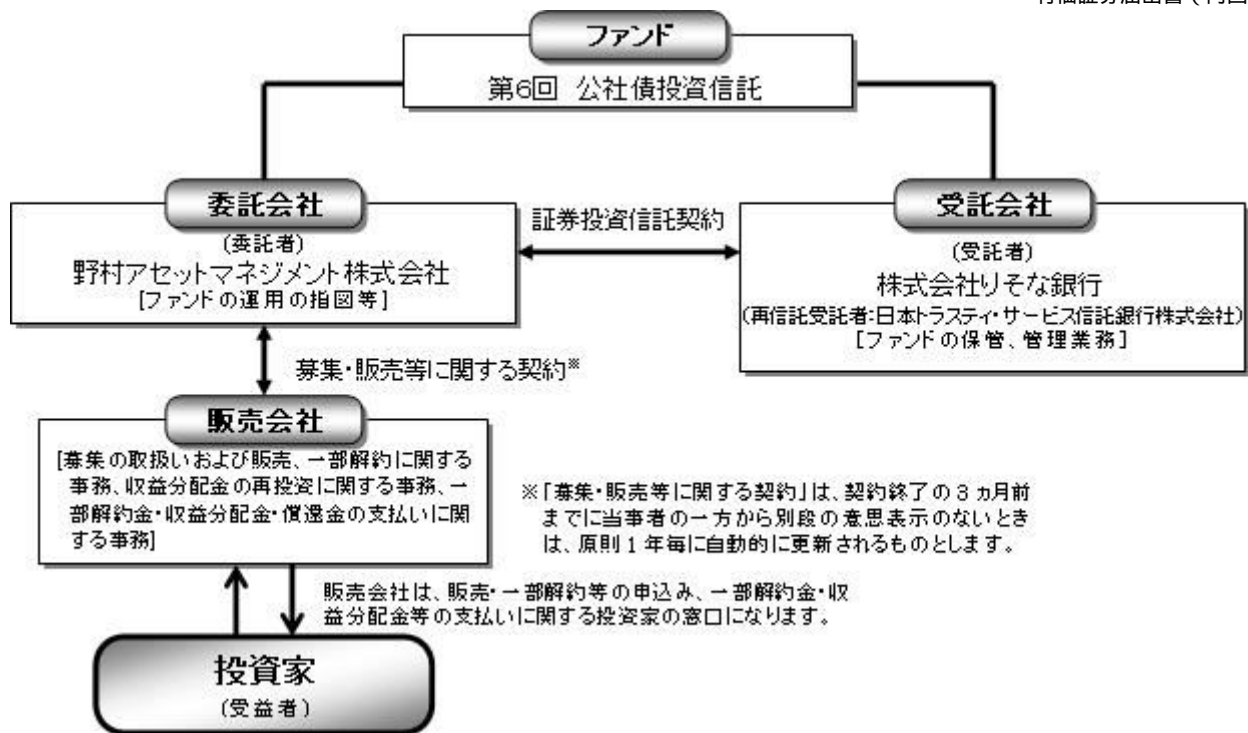 ファンド
第6回 公社債投資信託
委託会社
(委託者)
野村アセットマネジメント株式会社
[ファンドの運用の指図等]
証券投資信託契約
受託会社
(受託者)
株式会社りそな銀行
(再信託受託者:日本トラスティ・サービス信託銀行株式会社)
[ファンドの保管、管理業務]
募集・販売等に関する契約※
販売会社
[募集の取扱いおよび販売、一部解約に関する
事務、収益分配金の再投資に関する事務、一
部解約金・収益分配金・償還金の支払いに関
する事務]
※「募集・販売等に関する契約」は、契約終了の3ヵ月前
までに当事者の一方から別段の意思表示のないとき
は、原則1年毎に自動的に更新されるものとします。
販売会社は、販売・一部解約等の申込み、一部解約金・収
益分配金等の支払いに関する投資家の窓口になります。
投資家
(受益者)